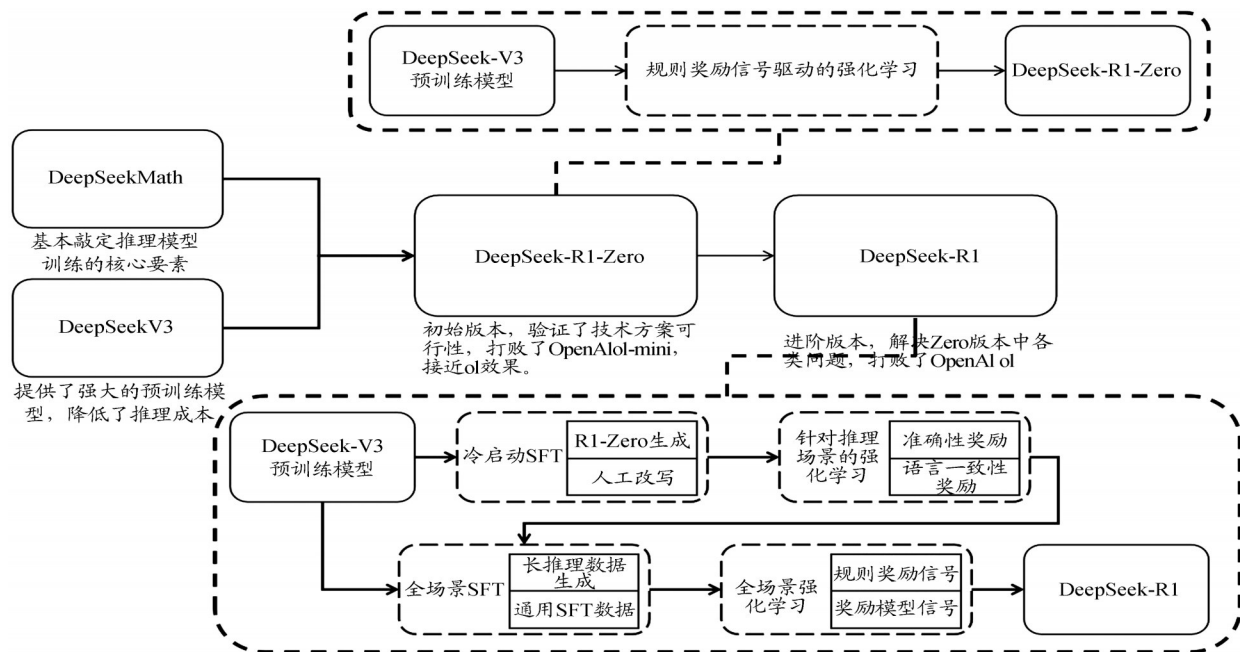 DeepSeek-V3
预训练模型
规则奖励信号驱动的强化学习
DeepSeek-R1-Zero
DeepSeekMath
基本敲定推理模型
训练的核心要素
DeepSeekV3
提供了强大的预训练模
型，降低了推理成本
DeepSeek-R1-Zero
初始版本，验证了技术方案可
行性，打败了OpenAIol-mini，
接近ol效果。
DeepSeek-R1
进阶版本，解决Zero版本中各
类问题，打败了OpenAI ol
DeepSeek-V3
预训练模型
冷启动SFT
R1-Zero生成
人工改写
针对推理
场景的强
化学习
准确性奖励
语言一致性
奖励
全场景SFT
长推理数据
生成
通用SFT数据
全场景强
化学习
规则奖励信号
奖励模型信号
DeepSeek-R1